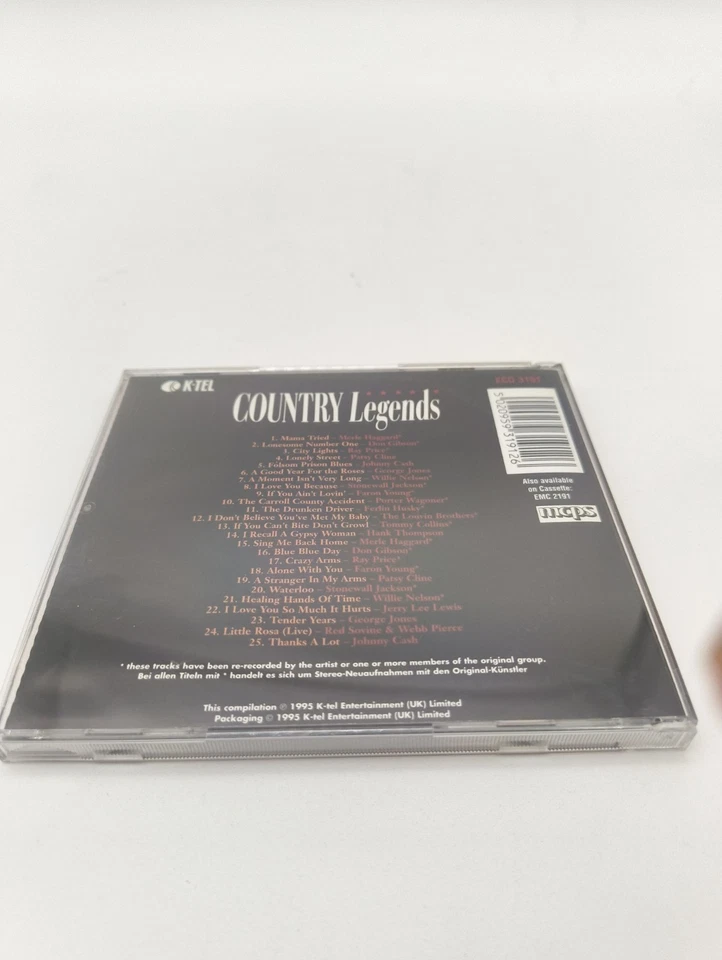 K-TEL
COUNTRY Legends
1. Mama Tried – Merle Haggard*
2. Lonesome Number One – Don Gibson*
3. City Lights – Ray Price*
4. Lonely Street – Patsy Cline
5. Folsom Prison Blues – Johnny Cash
6. A Good Year For the Roses – George Jones
7. A Moment Isn't Very Long – Willie Nelson*
8. I Love You Because – Stonewall Jackson*
9. If You Ain't Lovin' – Faron Young*
10. The Carroll County Accident – Porter Wagoner*
11. The Drunken Driver – Ferlin Husky*
12. I Don't Believe You've Met My Baby – The Louvin Brothers*
13. If You Can't Bite Don't Growl – Tommy Collins*
14. I Recall A Gypsy Woman – Hank Thompson
15. Sing Me Back Home – Merle Haggard*
16. Blue Blue Day – Don Gibson*
17. Crazy Arms – Ray Price*
18. Alone With You – Faron Young*
19. A Stranger In My Arms – Patsy Cline
20. Waterloo – Stonewall Jackson*
21. Healing Hands Of Time – Willie Nelson*
22. I Love You So Much It Hurts – Jerry Lee Lewis
23. Tender Years – George Jones
24. Little Rosa (Live) – Red Sovine & Webb Pierce
25. Thanks A Lot – Johnny Cash
* these tracks have been re-recorded by the artist or one or more members of the original group.
Bei allen Titeln mit * handelt es sich um Stereo-Neuaufnahmen mit den Original-Künstler
This compilation ℗ 1995 K-tel Entertainment (UK) Limited
Packaging © 1995 K-tel Entertainment (UK) Limited
5 020959 319126
Also available
on Cassette:
EMC 2191
mcps